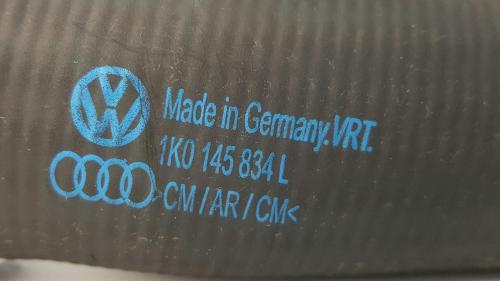 Made in Germany.VRT.
1K0 145 834 L
>CM/AR/CM<